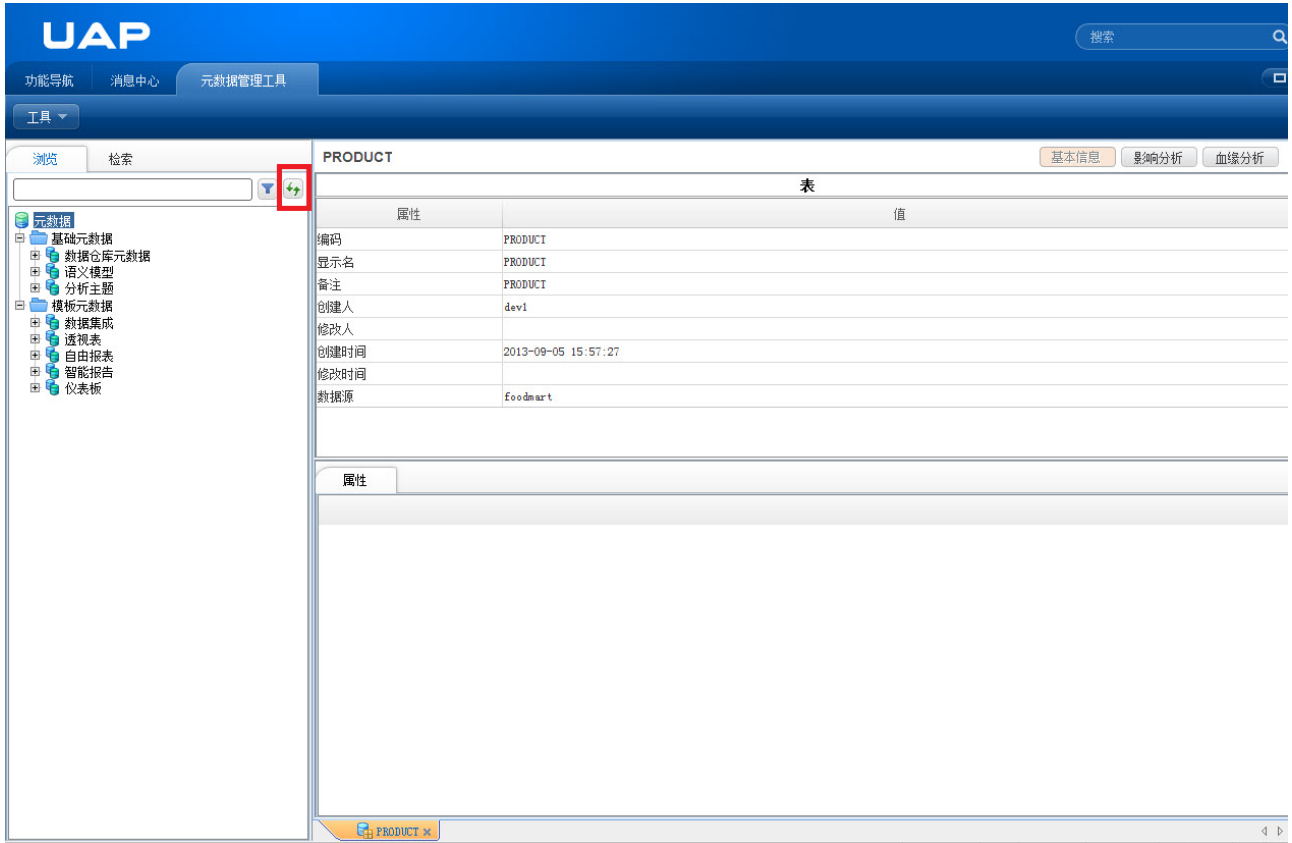 UAP
搜索
功能导航 消息中心 元数据管理工具
工具
浏览 检索
元数据
基础元数据
数据仓库元数据
语义模型
分析主题
模板元数据
数据集成
透视表
自由报表
智能报告
仪表板
PRODUCT 基本信息 影响分析 血缘分析
表
属性 值
编码 PRODUCT
显示名 PRODUCT
备注 PRODUCT
创建人 dev1
修改人
创建时间 2013-09-05 15:57:27
修改时间
数据源 foodmart
属性
PRODUCT